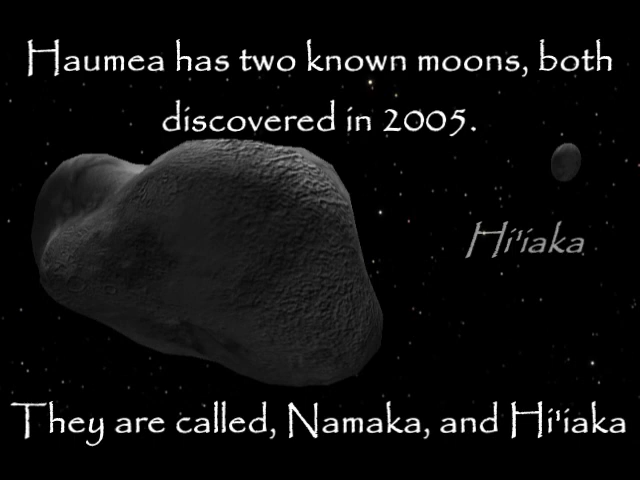 Haumea has two known moons, both
discovered in 2005.
Hi'iaka
They are called, Namaka, and Hi'iaka